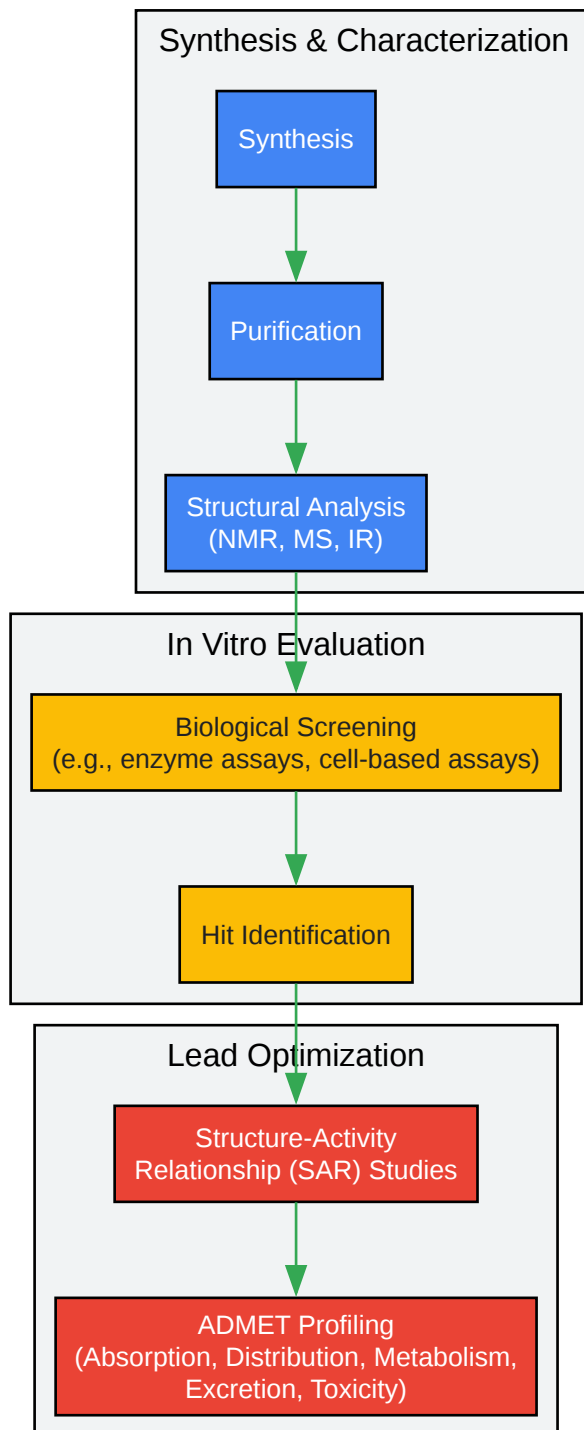 Synthesis & Characterization
Synthesis
Purification
Structural Analysis
(NMR, MS, IR)
In Vitro Evaluation
Biological Screening
(e.g., enzyme assays, cell-based assays)
Hit Identification
Lead Optimization
Structure-Activity
Relationship (SAR) Studies
ADMET Profiling
(Absorption, Distribution, Metabolism,
Excretion, Toxicity)